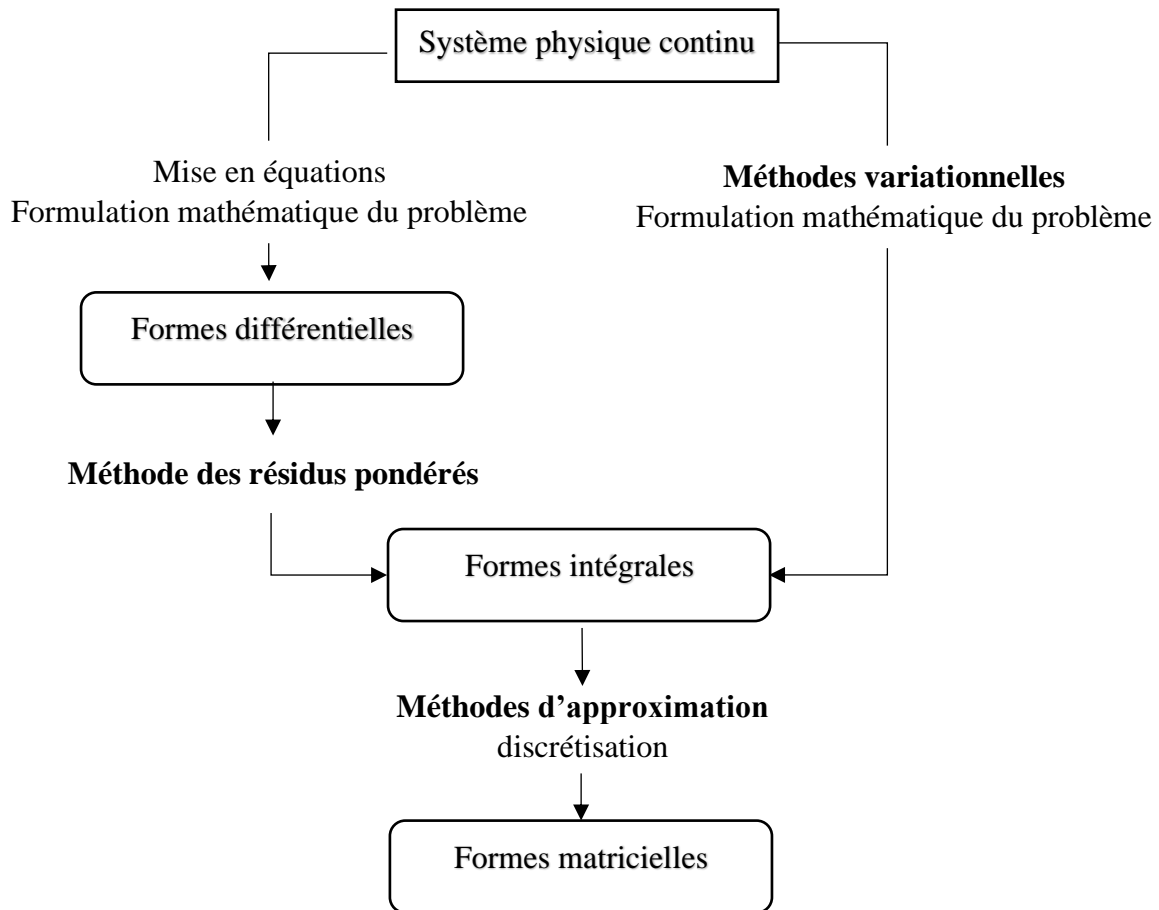 Système physique continu
Mise en équations
Formulation mathématique du problème
Méthodes variationnelles
Formulation mathématique du problème
Formes différentielles
Méthode des résidus pondérés
Formes intégrales
Méthodes d’approximation
discrétisation
Formes matricielles